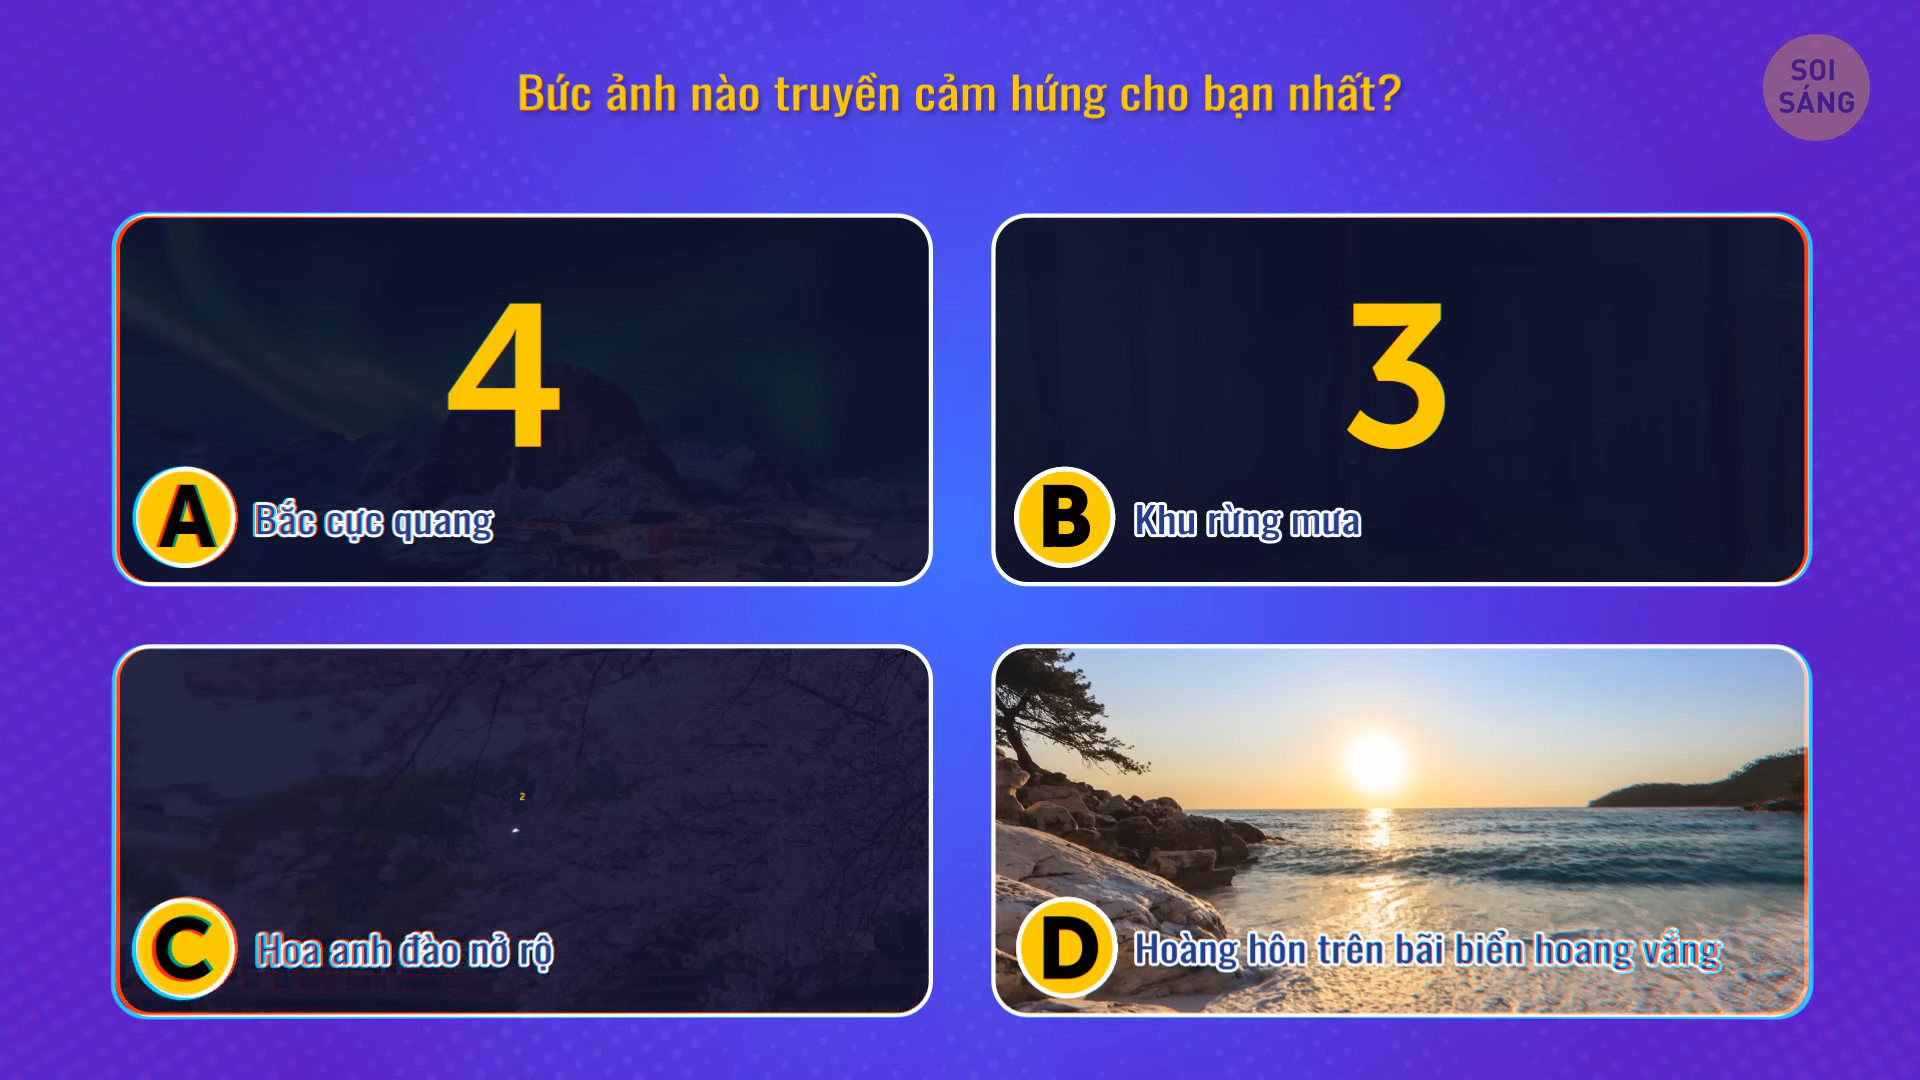 Bức ảnh nào truyền cảm hứng cho bạn nhất?
SOI
SÁNG
4
A
Bắc cực quang
3
B
Khu rừng mưa
2
C
Hoa anh đào nở rộ
D
Hoàng hôn trên bãi biển hoang vắng